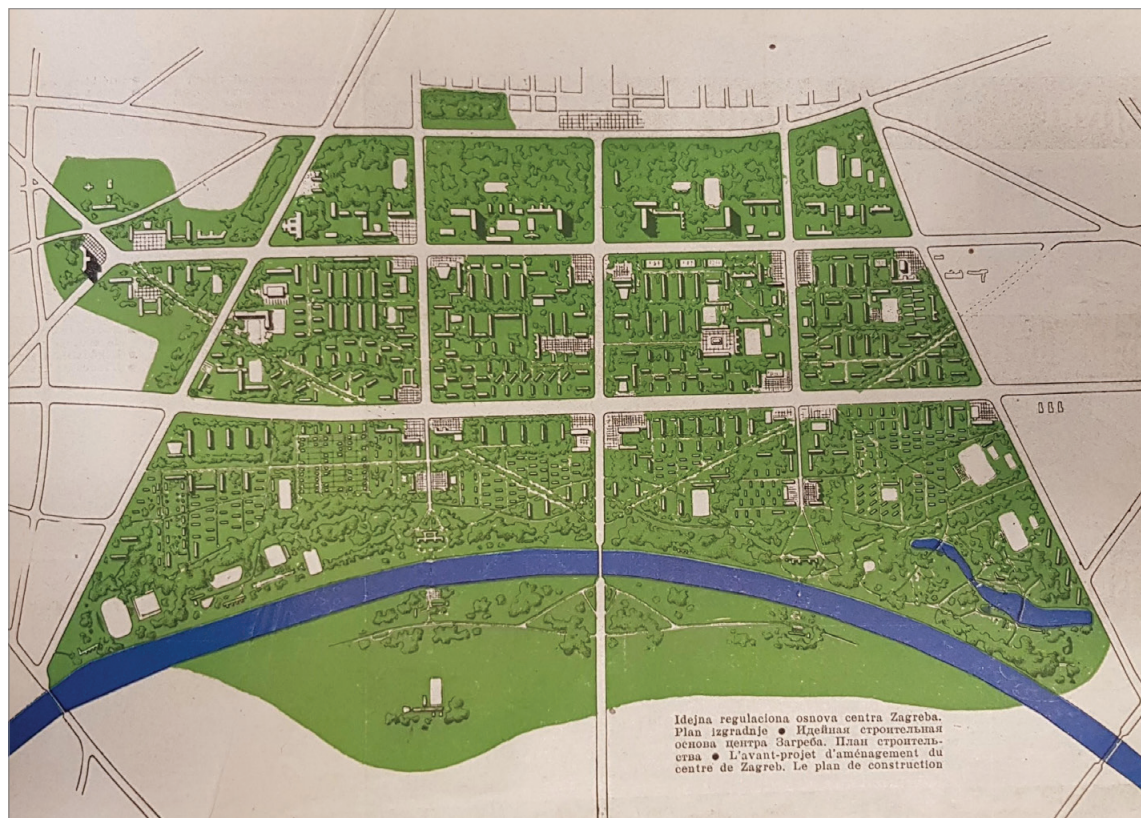 Idejna regulaciona osnova centra Zagreba.
Plan izgradnje ● Идейная строительная
основа центра Загреба. План строитель-
ства ● L'avant-projet d'aménagement du
centre de Zagreb. Le plan de construction